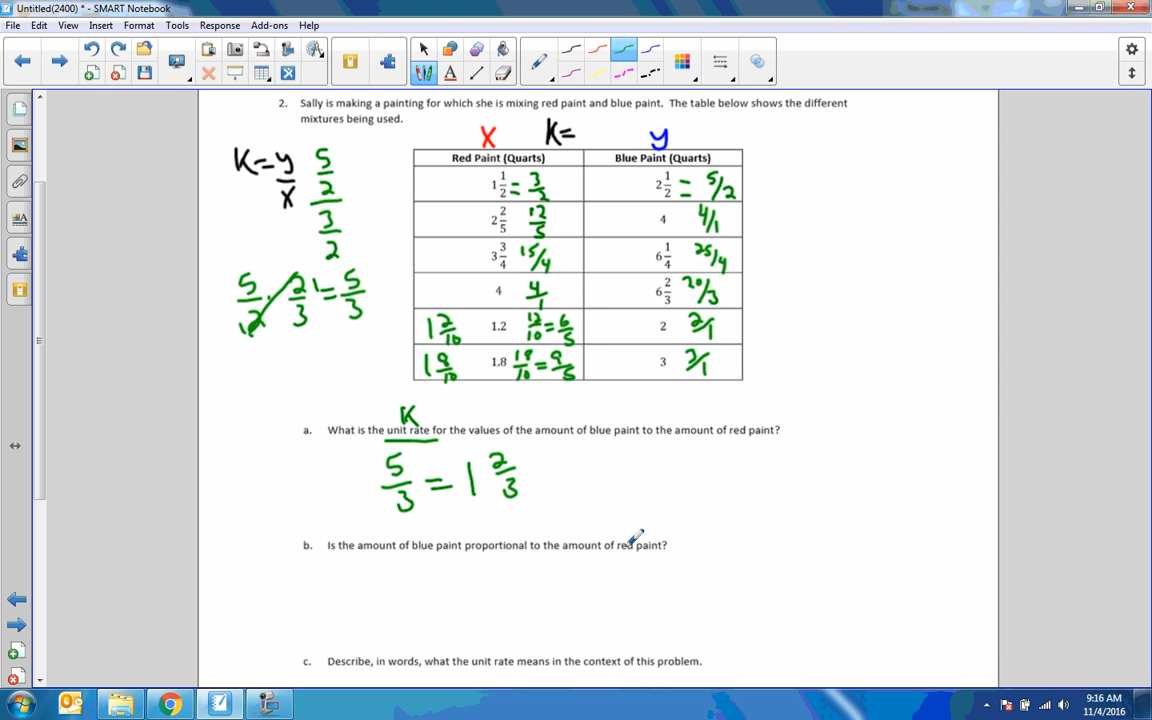 Untitled(2400) * - SMART Notebook
File Edit View Insert Format Tools Response Add-ons Help
2. Sally is making a painting for which she is mixing red paint and blue paint. The table below shows the different
mixtures being used.
X K= y
K=y/x
5/2
3/2
Red Paint (Quarts) Blue Paint (Quarts)
1 1/2 = 3/2 2 1/2 = 5/2
2 2/5 12/5 4 4/1
3 3/4 15/4 6 1/4 25/4
4 4/1 6 2/3 20/3
1 2/10 1.2 12/10 = 6/5 2 2/1
1 8/10 1.8 18/10 = 9/5 3 3/1
5/2 · 2/3 = 5/3
1 1
K
a. What is the unit rate for the values of the amount of blue paint to the amount of red paint?
5/3 = 1 2/3
b. Is the amount of blue paint proportional to the amount of red paint?
c. Describe, in words, what the unit rate means in the context of this problem.
9:16 AM
11/4/2016